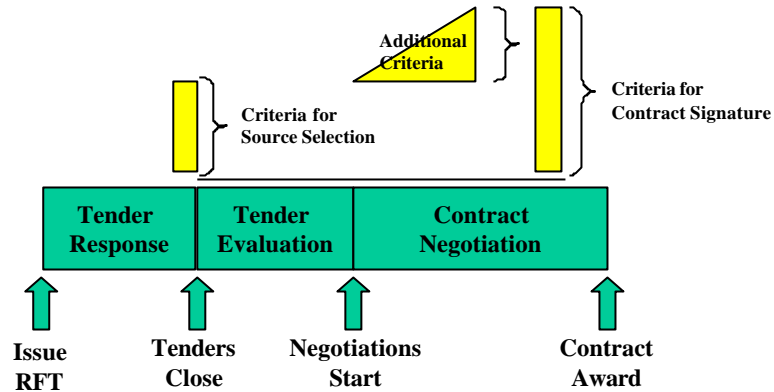 Additional
Criteria
Criteria for
Contract Signature
Criteria for
Source Selection
Tender
Response
Tender
Evaluation
Contract
Negotiation
Issue
RFT
Tenders
Close
Negotiations
Start
Contract
Award